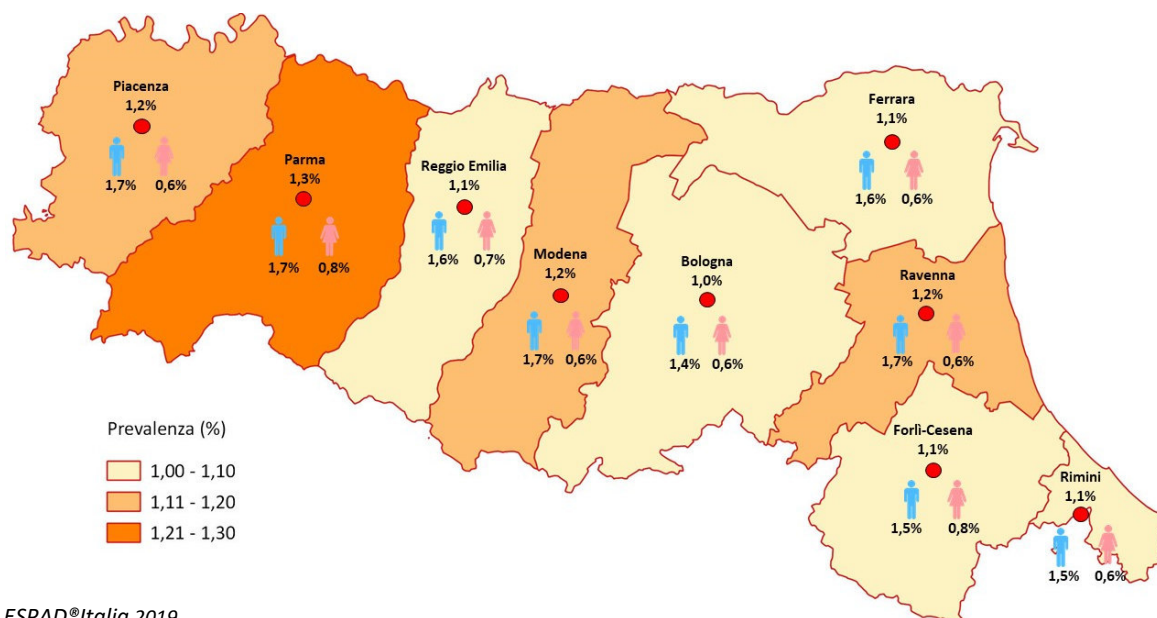 Piacenza
1,2%
1,7% 0,6%
Parma
1,3%
1,7% 0,8%
Reggio Emilia
1,1%
1,6% 0,7%
Modena
1,2%
1,7% 0,6%
Bologna
1,0%
1,4% 0,6%
Ferrara
1,1%
1,6% 0,6%
Ravenna
1,2%
1,7% 0,6%
Forlì-Cesena
1,1%
1,5% 0,8%
Rimini
1,1%
1,5% 0,6%
Prevalenza (%)
1,00 - 1,10
1,11 - 1,20
1,21 - 1,30
ESPAD®Italia 2019